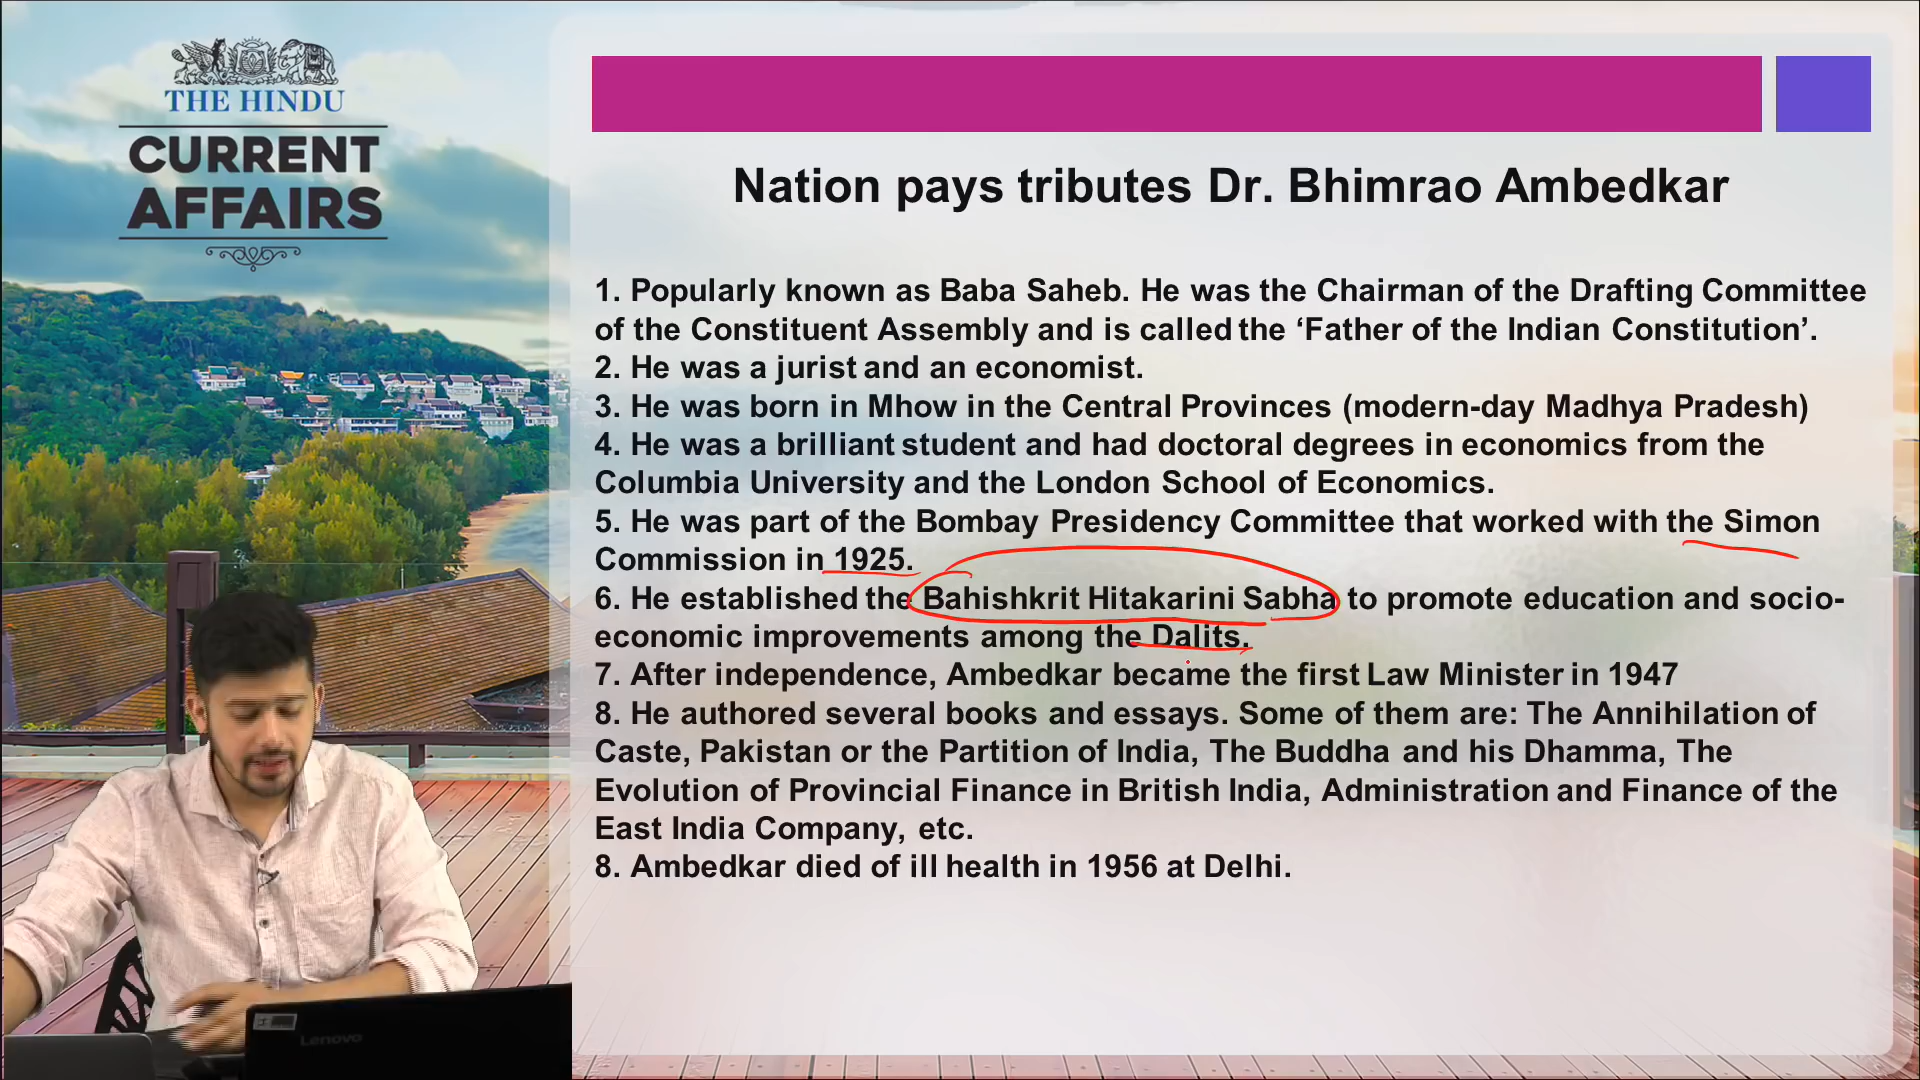 THE HINDU
CURRENT
AFFAIRS
Nation pays tributes Dr. Bhimrao Ambedkar
1. Popularly known as Baba Saheb. He was the Chairman of the Drafting Committee
of the Constituent Assembly and is called the ‘Father of the Indian Constitution’.
2. He was a jurist and an economist.
3. He was born in Mhow in the Central Provinces (modern-day Madhya Pradesh)
4. He was a brilliant student and had doctoral degrees in economics from the
Columbia University and the London School of Economics.
5. He was part of the Bombay Presidency Committee that worked with the Simon
Commission in 1925.
6. He established the Bahishkrit Hitakarini Sabha to promote education and socio-
economic improvements among the Dalits.
7. After independence, Ambedkar became the first Law Minister in 1947
8. He authored several books and essays. Some of them are: The Annihilation of
Caste, Pakistan or the Partition of India, The Buddha and his Dhamma, The
Evolution of Provincial Finance in British India, Administration and Finance of the
East India Company, etc.
8. Ambedkar died of ill health in 1956 at Delhi.
Lenovo